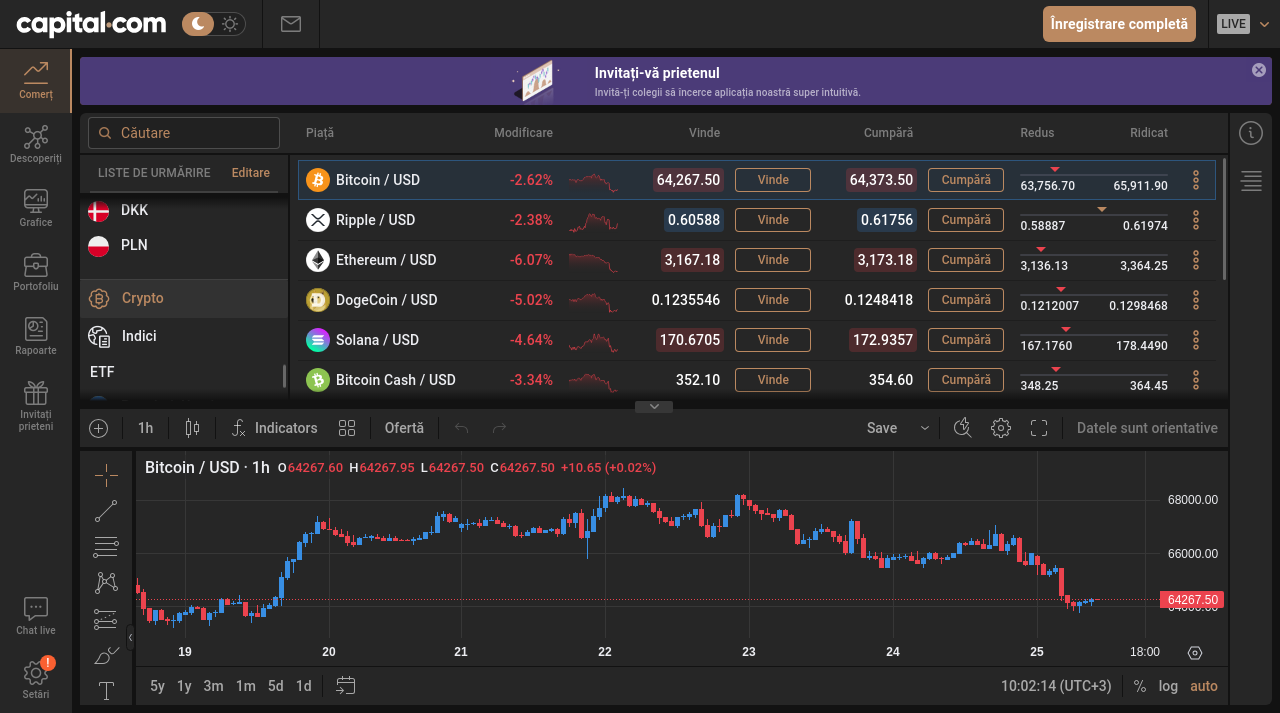 capital.com
Înregistrare completă
LIVE
Comerț
Descoperiți
Grafice
Portofoliu
Rapoarte
Invitați prieteni
Chat live
!
Setări
Invitați-vă prietenul
Invită-ți colegii să încerce aplicația noastră super intuitivă.
Căutare
LISTE DE URMĂRIRE Editare
DKK
PLN
Crypto
Indici
ETF
Piață Modificare Vinde Cumpără Redus Ridicat
Bitcoin / USD -2.62% 64,267.50 Vinde 64,373.50 Cumpără 63,756.70 65,911.90
Ripple / USD -2.38% 0.60588 Vinde 0.61756 Cumpără 0.58887 0.61974
Ethereum / USD -6.07% 3,167.18 Vinde 3,173.18 Cumpără 3,136.13 3,364.25
DogeCoin / USD -5.02% 0.1235546 Vinde 0.1248418 Cumpără 0.1212007 0.1298468
Solana / USD -4.64% 170.6705 Vinde 172.9357 Cumpără 167.1760 178.4490
Bitcoin Cash / USD -3.34% 352.10 Vinde 354.60 Cumpără 348.25 364.45
1h Indicators Ofertă Save Datele sunt orientative
Bitcoin / USD · 1h O64267.60 H64267.95 L64267.50 C64267.50 +10.65 (+0.02%)
68000.00
66000.00
64267.50
19 20 21 22 23 24 25 18:00
5y 1y 3m 1m 5d 1d 10:02:14 (UTC+3) % log auto